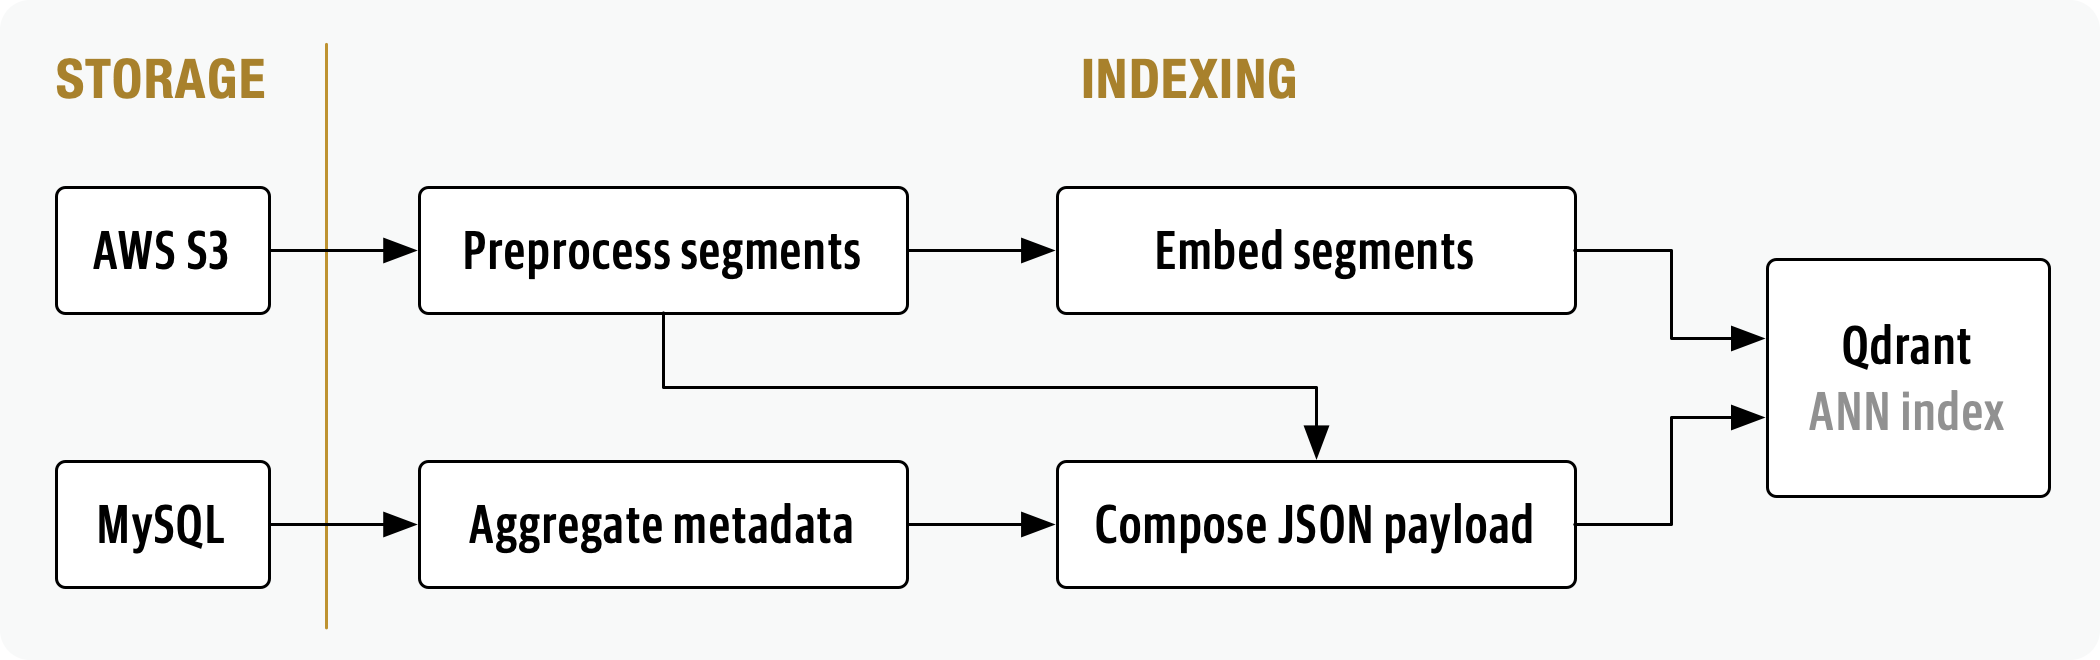 STORAGE
INDEXING
AWS S3
Preprocess segments
Embed segments
Qdrant
ANN index
MySQL
Aggregate metadata
Compose JSON payload